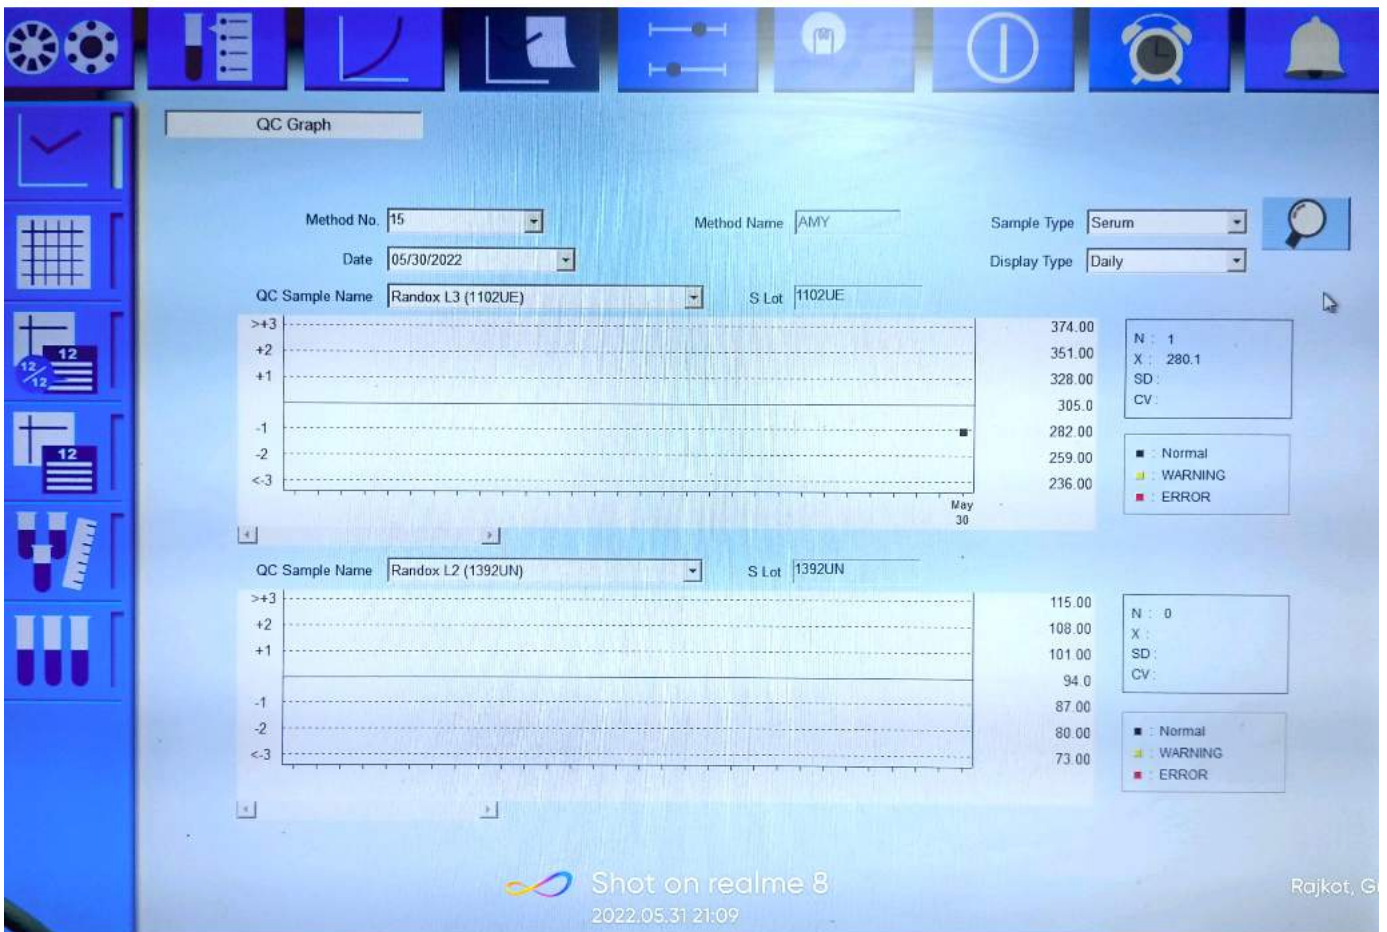 QC Graph
Method No. 15
Method Name AMY
Sample Type Serum
Date 05/30/2022
Display Type Daily
QC Sample Name Randox L3 (1102UE)
S Lot 1102UE
>+3 374.00
+2 351.00
+1 328.00
305.0
-1 282.00
-2 259.00
<-3 236.00
May
30
N : 1
X : 280.1
SD :
CV :
: Normal
: WARNING
: ERROR
QC Sample Name Randox L2 (1392UN)
S Lot 1392UN
>+3 115.00
+2 108.00
+1 101.00
94.0
-1 87.00
-2 80.00
<-3 73.00
N : 0
X :
SD :
CV :
: Normal
: WARNING
: ERROR
12
12/12
12
Shot on realme 8
2022.05.31 21:09
Rajkot,